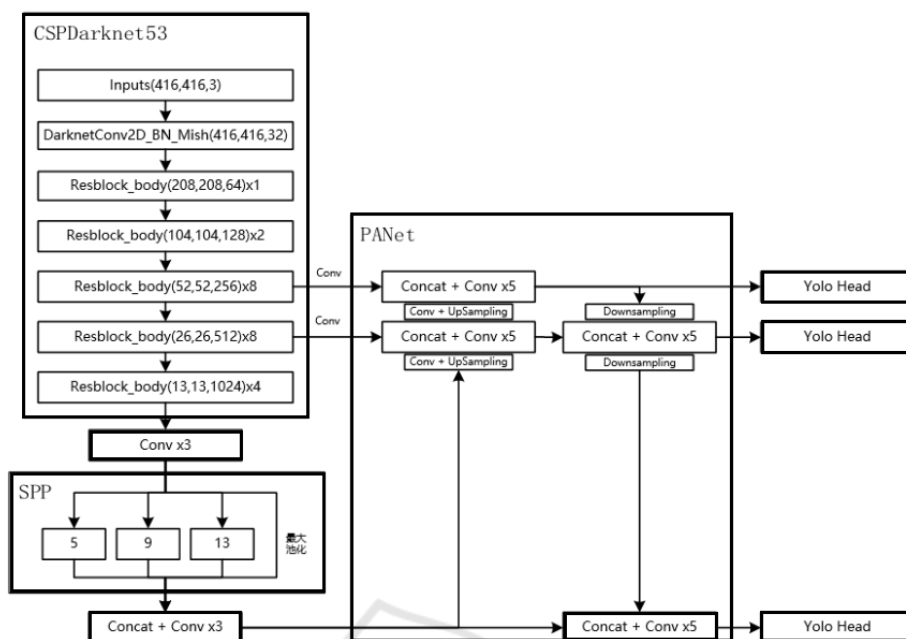 CSPDarknet53
Inputs(416,416,3)
DarknetConv2D_BN_Mish(416,416,32)
Resblock_body(208,208,64)x1
Resblock_body(104,104,128)x2
Resblock_body(52,52,256)x8
Resblock_body(26,26,512)x8
Resblock_body(13,13,1024)x4
Conv x3
SPP
5
9
13
最大
池化
Concat + Conv x3
Conv
Conv
PANet
Concat + Conv x5
Conv + UpSampling
Concat + Conv x5
Conv + UpSampling
Downsampling
Concat + Conv x5
Downsampling
Concat + Conv x5
Yolo Head
Yolo Head
Yolo Head